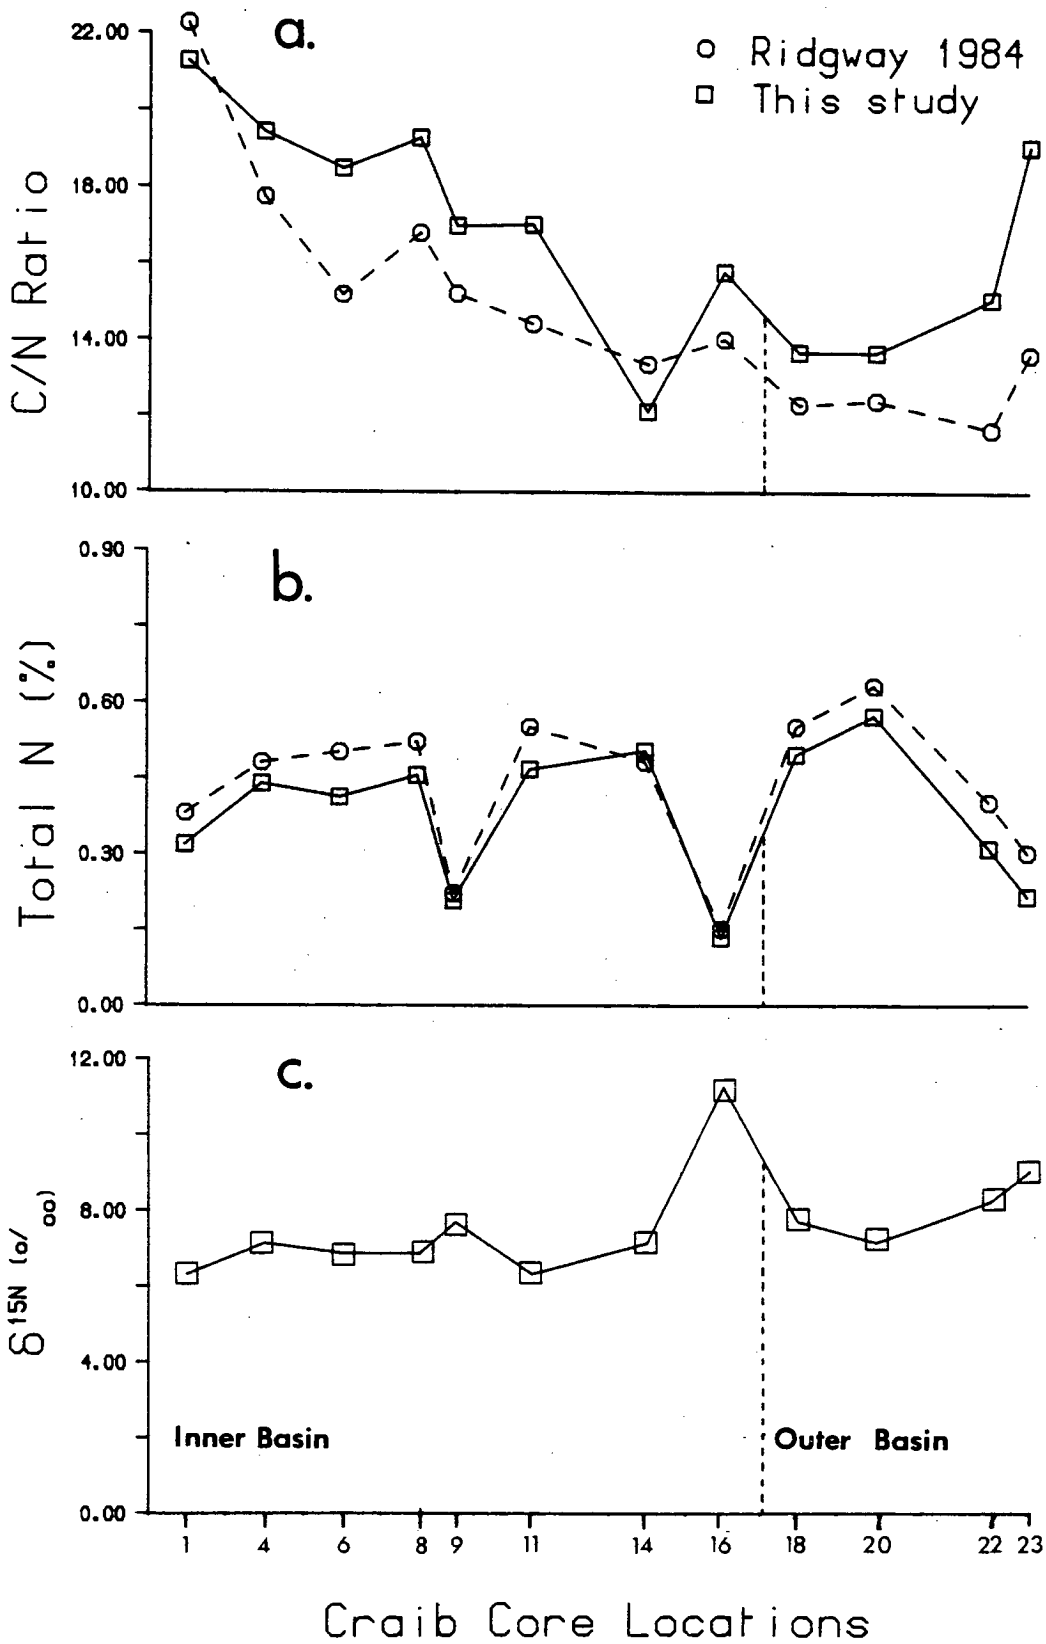 a.
Ridgway 1984
This study
C/N Ratio
22.00
18.00
14.00
10.00
b.
Total N (%)
0.90
0.60
0.30
0.00
c.
δ15N (o/oo)
12.00
8.00
4.00
0.00
Inner Basin
Outer Basin
1 4 6 8 9 11 14 16 18 20 22 23
Craib Core Locations